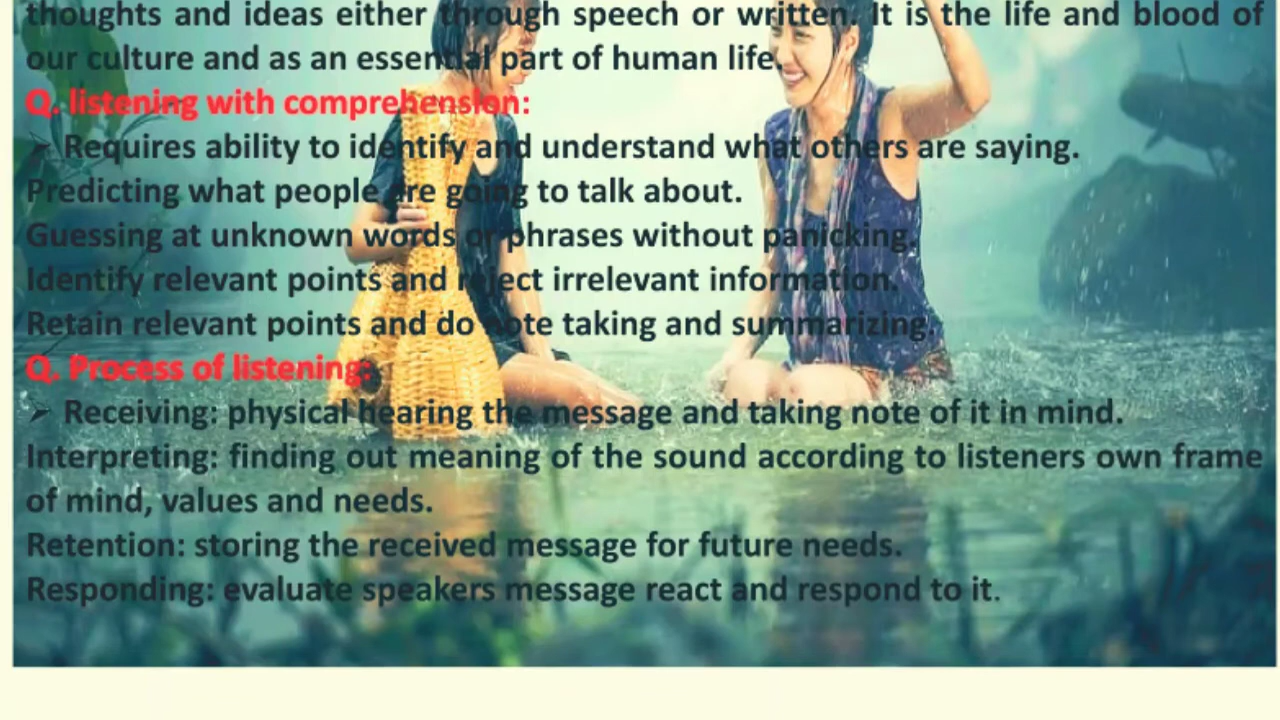 thoughts and ideas either through speech or written. It is the life and blood of
our culture and as an essential part of human life.
Q. listening with comprehension:
➢ Requires ability to identify and understand what others are saying.
Predicting what people are going to talk about.
Guessing at unknown words or phrases without panicking.
Identify relevant points and reject irrelevant information.
Retain relevant points and do note taking and summarizing.
Q. Process of listening:
➢ Receiving: physical hearing the message and taking note of it in mind.
Interpreting: finding out meaning of the sound according to listeners own frame
of mind, values and needs.
Retention: storing the received message for future needs.
Responding: evaluate speakers message react and respond to it.